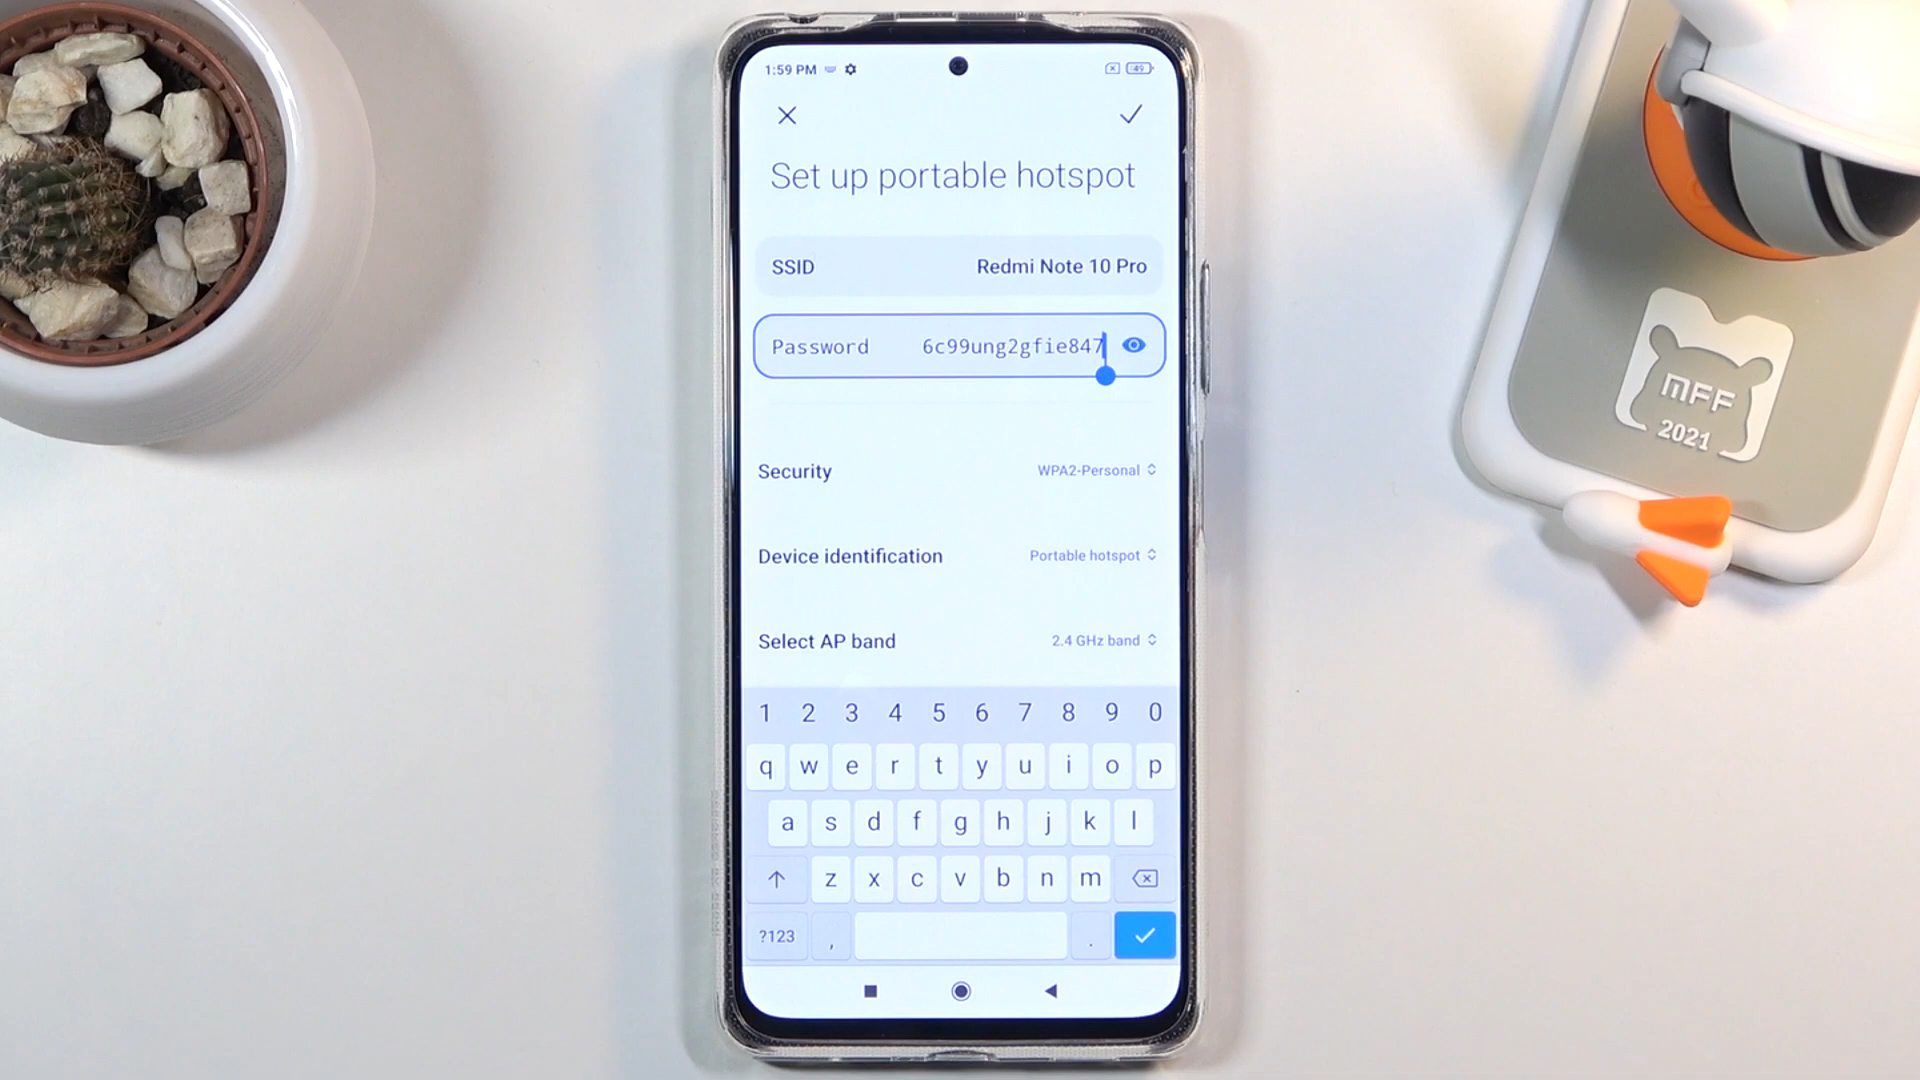 1:59 PM 49
Set up portable hotspot
SSID Redmi Note 10 Pro
Password 6c99ung2gfie847
Security WPA2-Personal
Device identification Portable hotspot
Select AP band 2.4 GHz band
1 2 3 4 5 6 7 8 9 0
q w e r t y u i o p
a s d f g h j k l
z x c v b n m
?123 , .
MFF
2021